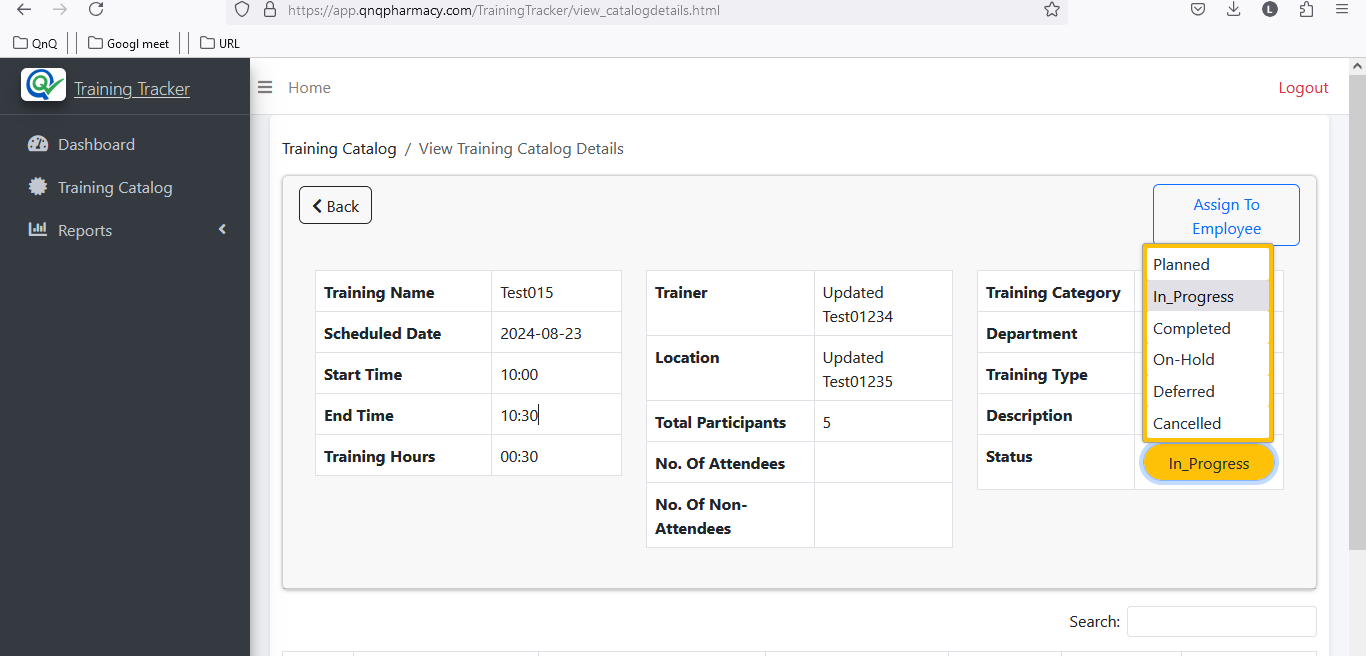 https://app.qnqpharmacy.com/TrainingTracker/view_catalogdetails.html
L
QnQ
Googl meet
URL
Training Tracker
Home
Logout
Dashboard
Training Catalog
Reports
Training Catalog / View Training Catalog Details
Back
Assign To
Employee
Training Name Test015
Scheduled Date 2024-08-23
Start Time 10:00
End Time 10:30
Training Hours 00:30
Trainer Updated
Test01234
Location Updated
Test01235
Total Participants 5
No. Of Attendees
No. Of Non-
Attendees
Training Category
Department
Training Type
Description
Status
Planned
In_Progress
Completed
On-Hold
Deferred
Cancelled
In_Progress
Search: